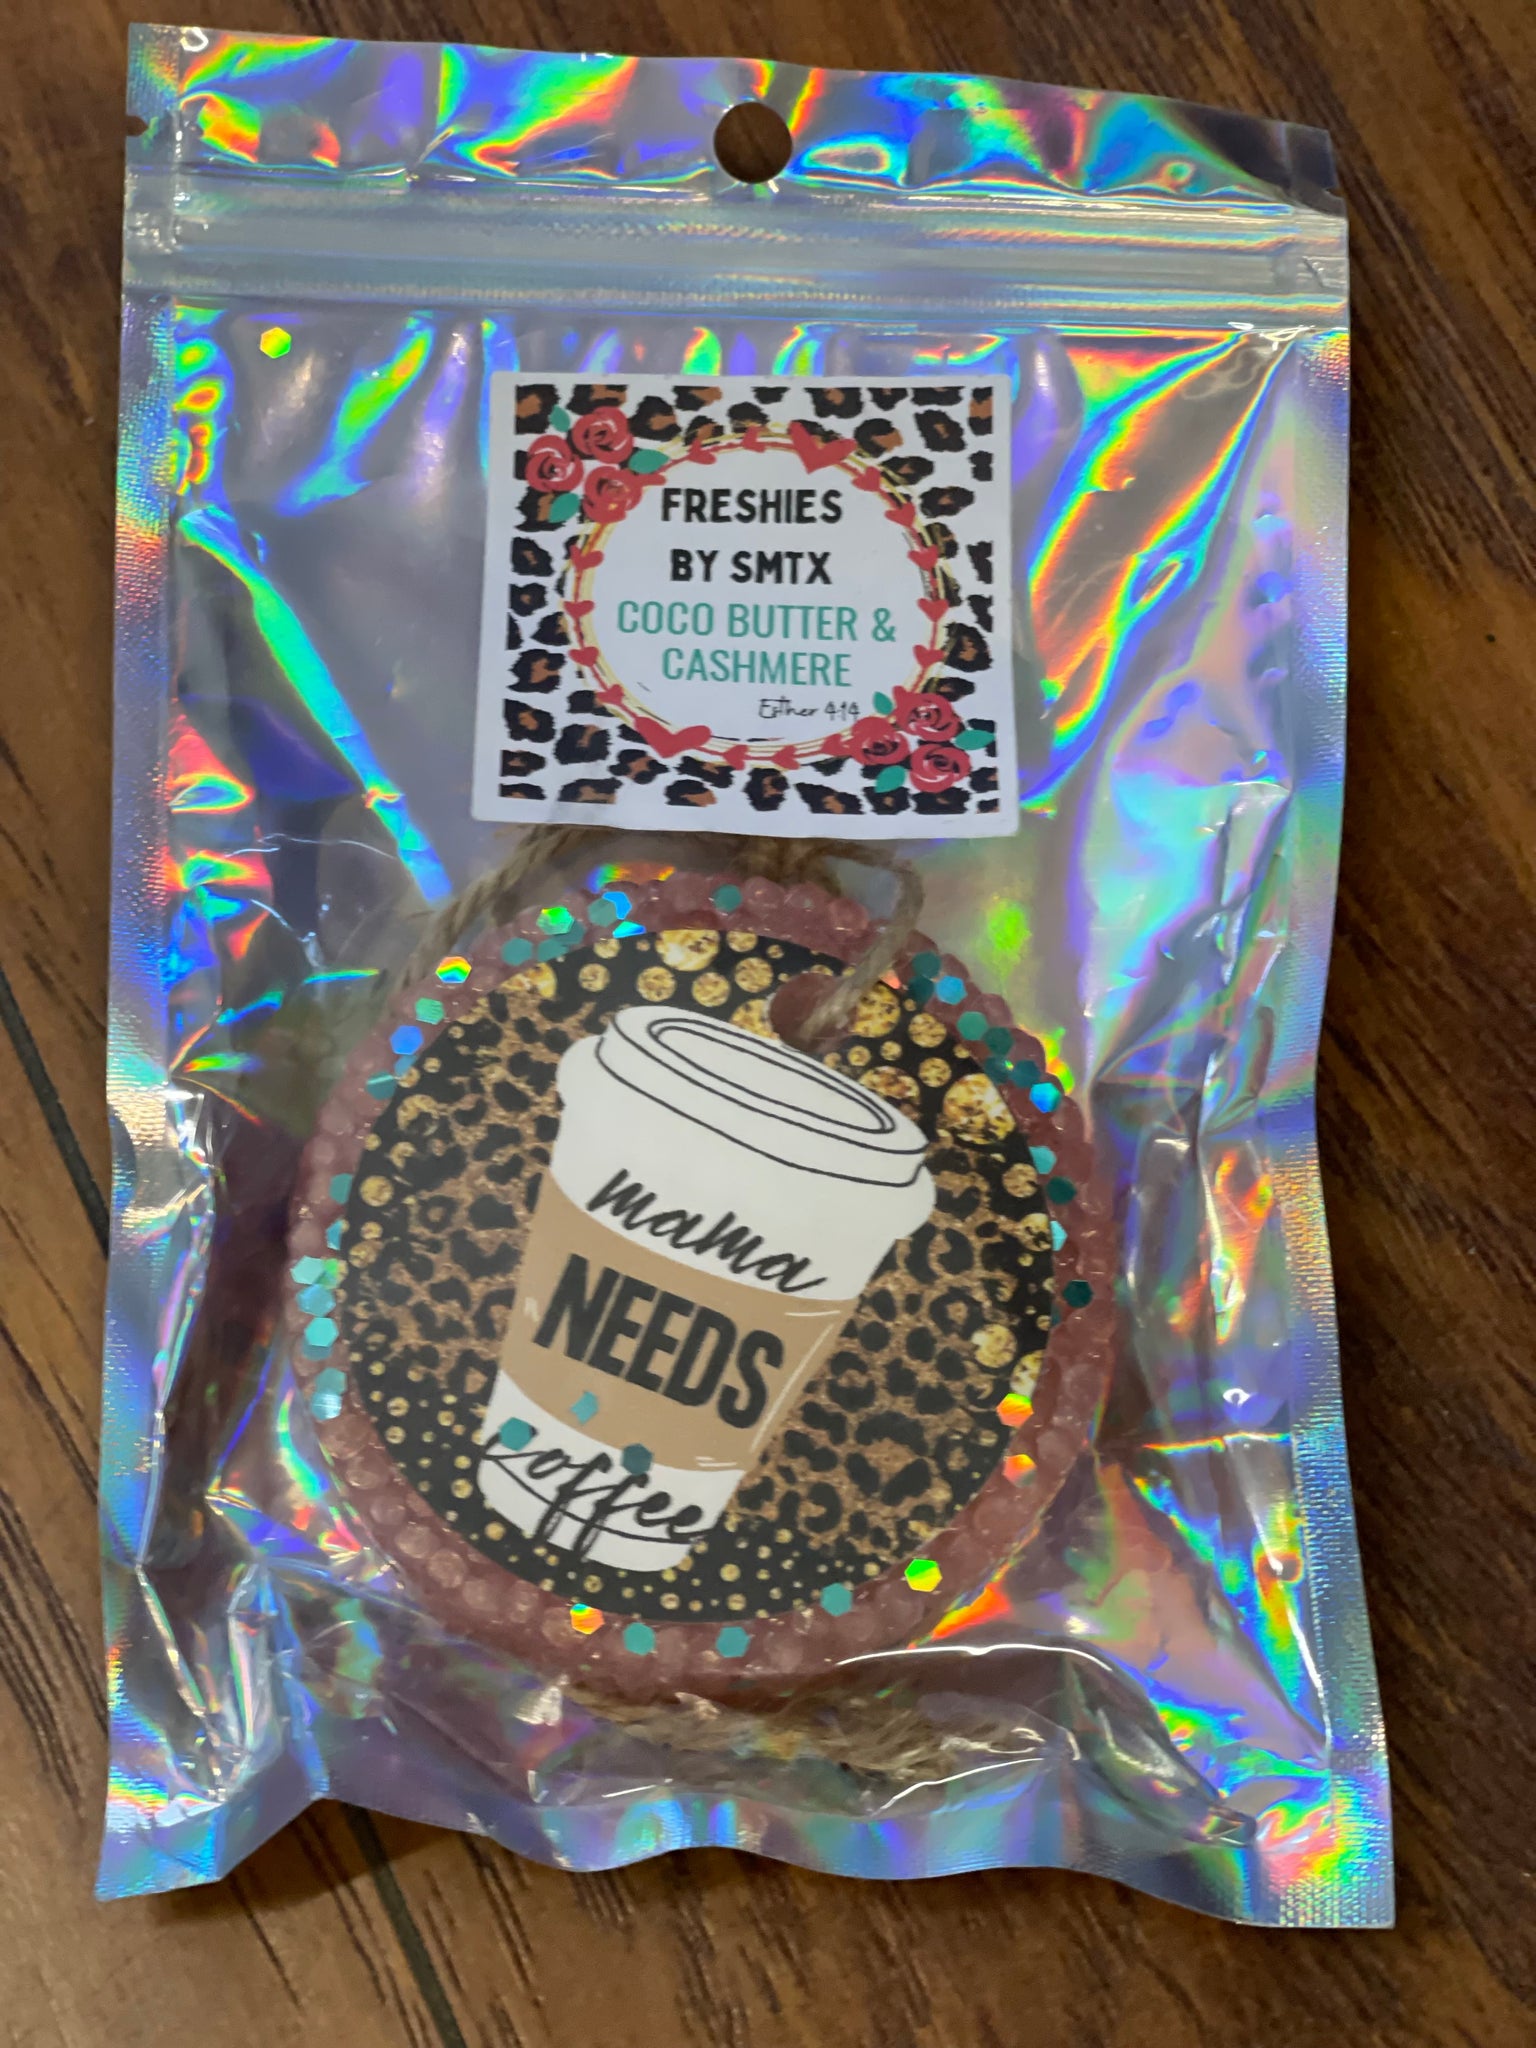 FRESHIES
BY SMTX
COCO BUTTER &
CASHMERE
Esther 4:14
mama
NEEDS
coffee